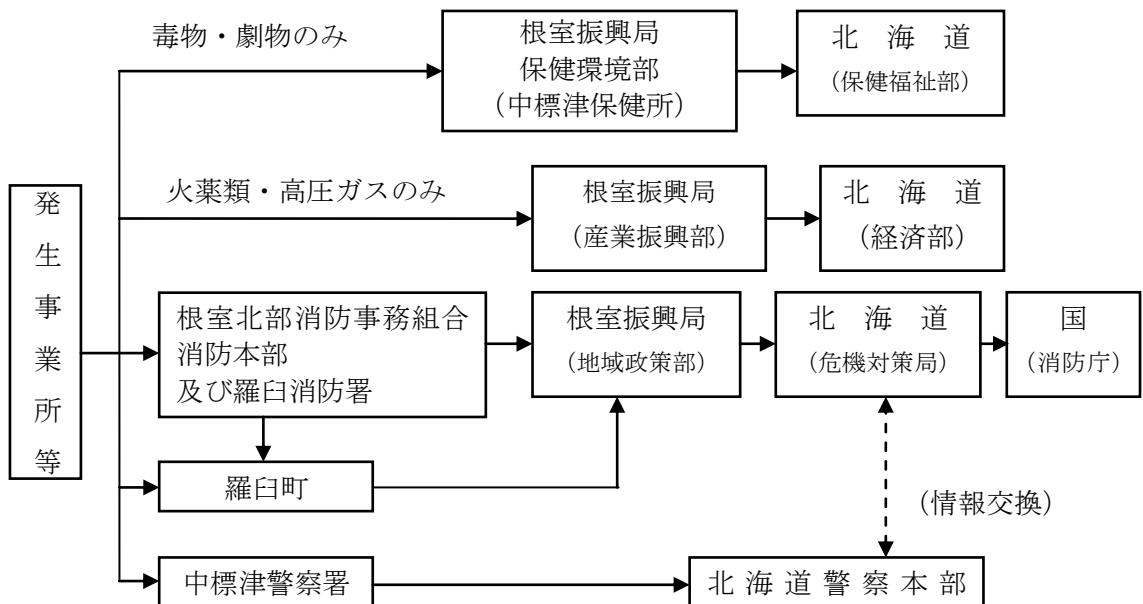 毒物・劇物のみ
根室振興局
保健環境部
（中標津保健所）
北海道
（保健福祉部）
発生事業所等
火薬類・高圧ガスのみ
根室振興局
（産業振興部）
北海道
（経済部）
根室北部消防事務組合
消防本部
及び羅臼消防署
根室振興局
（地域政策部）
北海道
（危機対策局）
国
（消防庁）
羅臼町
（情報交換）
中標津警察署
北海道警察本部